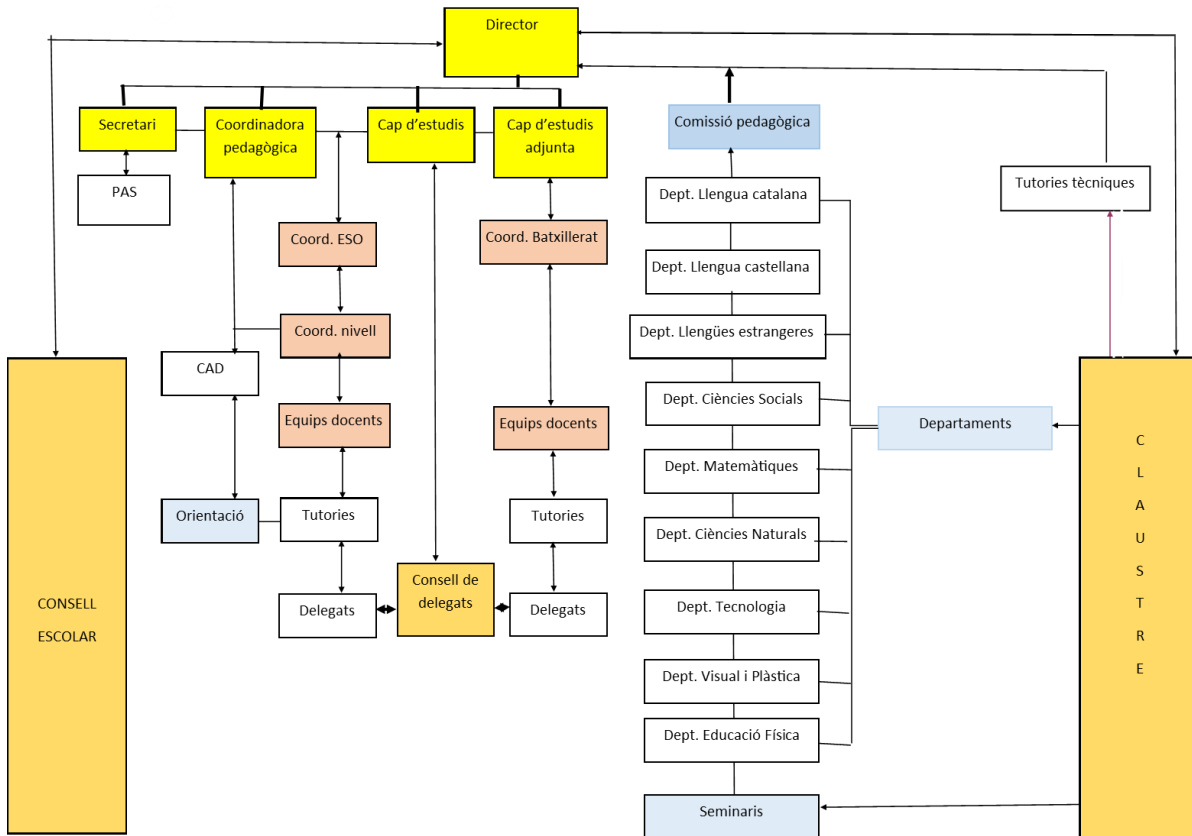 Director
Secretari
Coordinadora
pedagògica
Cap d’estudis
Cap d’estudis
adjunta
Comissió pedagògica
PAS
Dept. Llengua catalana
Tutories tècniques
Coord. ESO
Coord. Batxillerat
Dept. Llengua castellana
Coord. nivell
Dept. Llengües estrangeres
CAD
Dept. Ciències Socials
Equips docents
Equips docents
Departaments
Dept. Matemàtiques
Orientació
Tutories
Tutories
Dept. Ciències Naturals
Consell de
delegats
Delegats
Delegats
Dept. Tecnologia
CONSELL
ESCOLAR
Dept. Visual i Plàstica
Dept. Educació Física
Seminaris
C
L
A
U
S
T
R
E